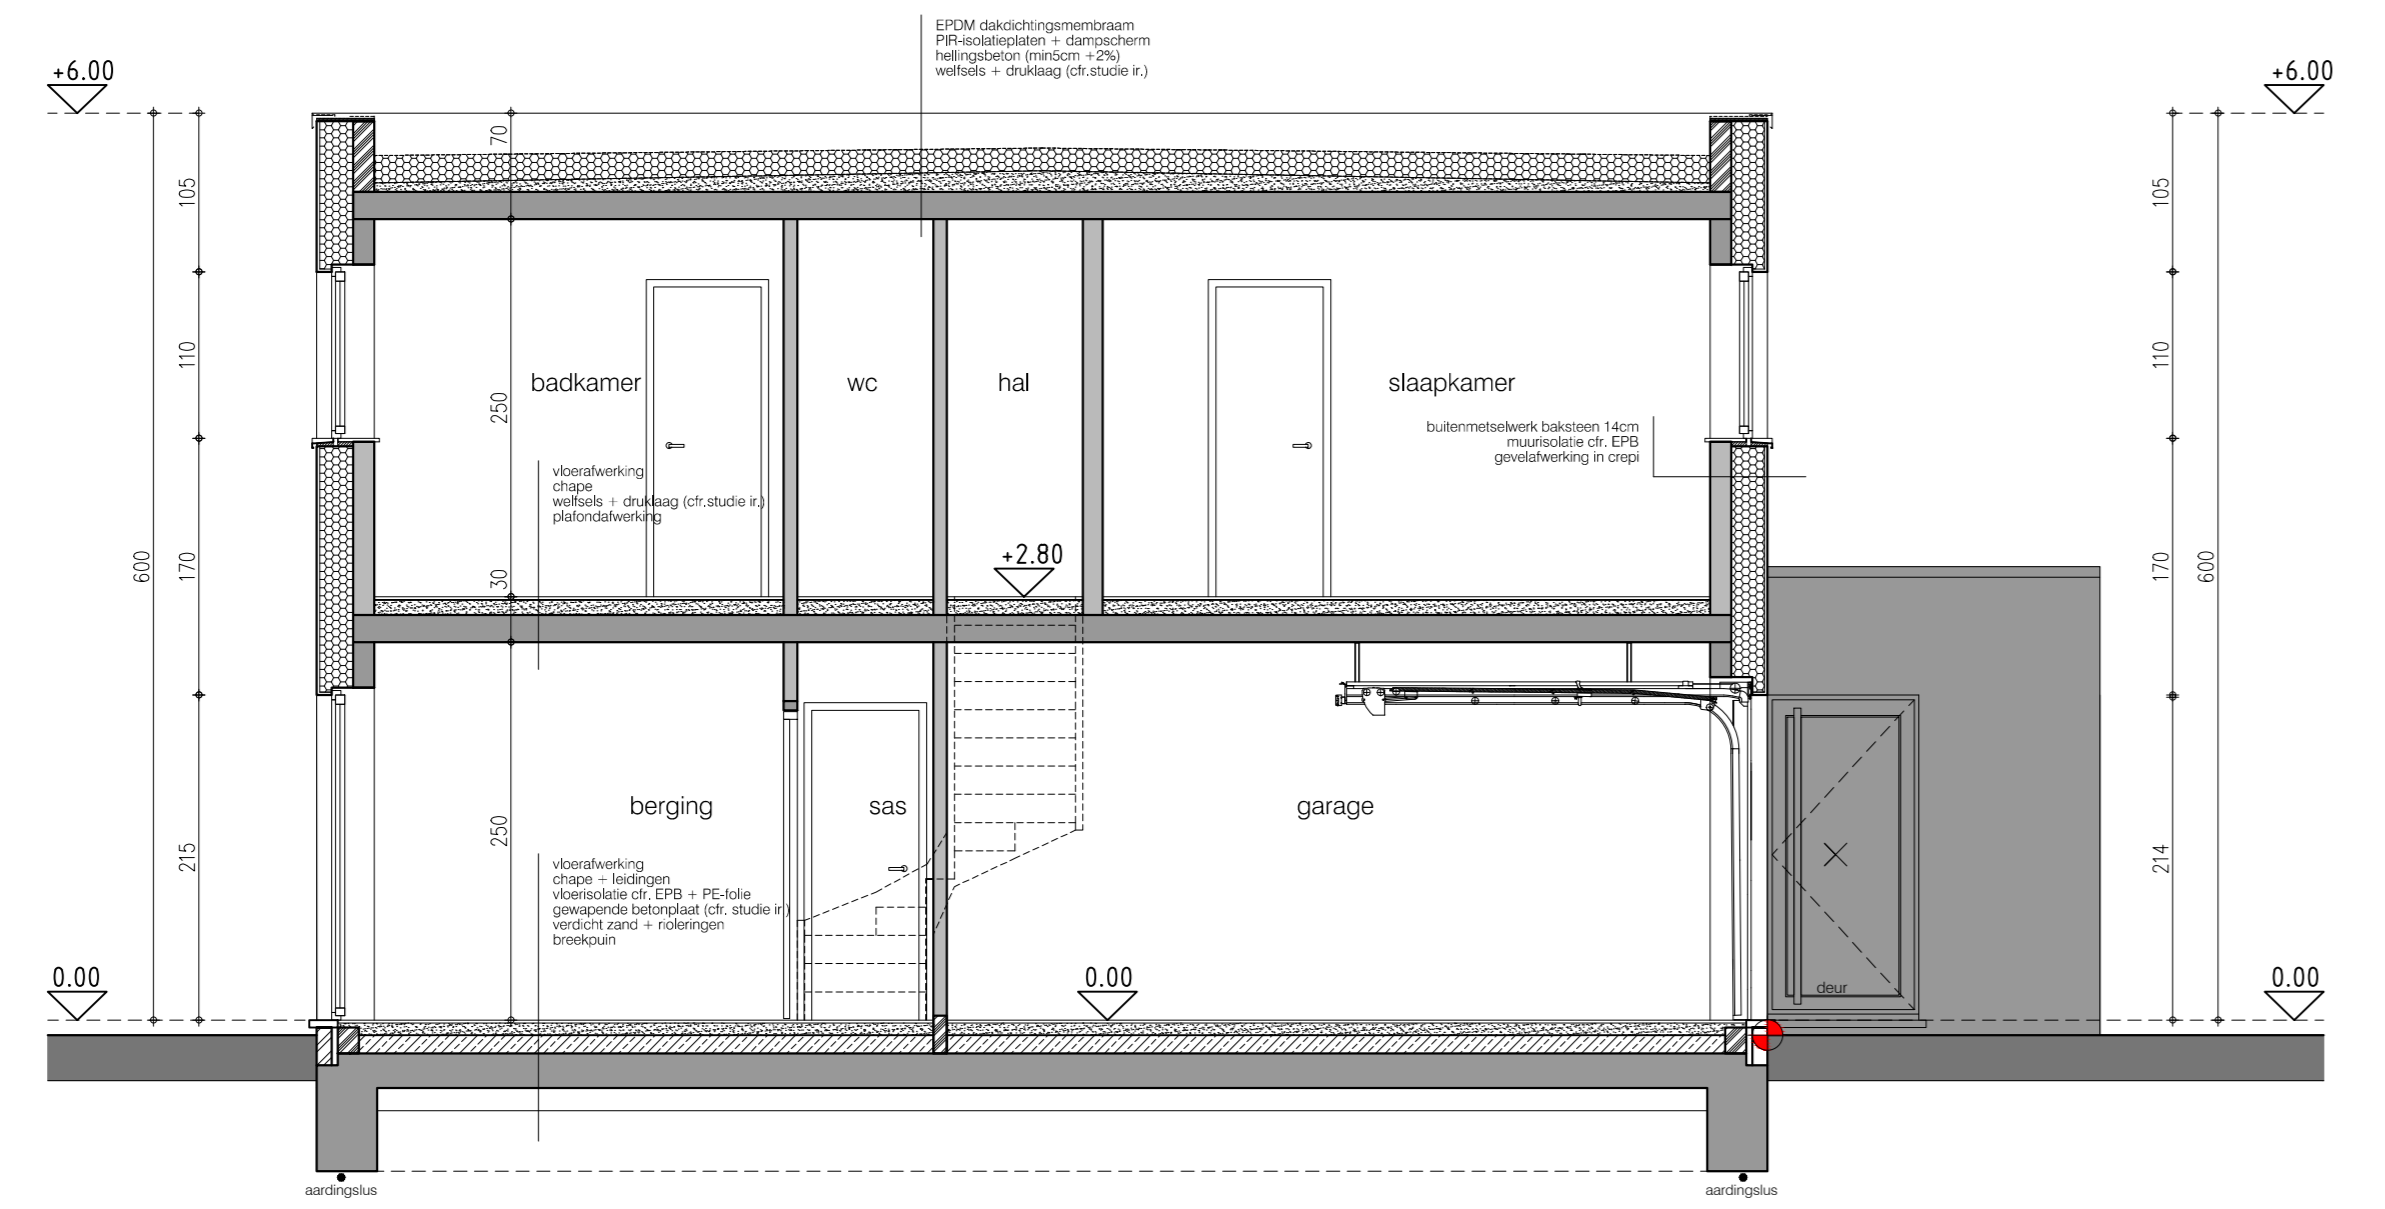 EPDM dakdichtingsmembraam
PIR-isolatieplaten + dampscherm
hellingsbeton (min5cm +2%)
welfsels + druklaag (cfr.studie ir.)
+6.00
+6.00
70
105
105
110
110
badkamer
wc
hal
slaapkamer
250
buitenmetselwerk baksteen 14cm
muurisolatie cfr. EPB
gevelafwerking in crepi
vloerafwerking
chape
welfsels + druklaag (cfr.studie ir.)
plafondafwerking
+2.80
600
170
30
170
600
berging
sas
garage
250
215
214
vloerafwerking
chape + leidingen
vloerisolatie cfr. EPB + PE-folie
gewapende betonplaat (cfr. studie ir.)
verdicht zand + rioleringen
breekpuin
0.00
0.00
0.00
deur
aardingslus
aardingslus